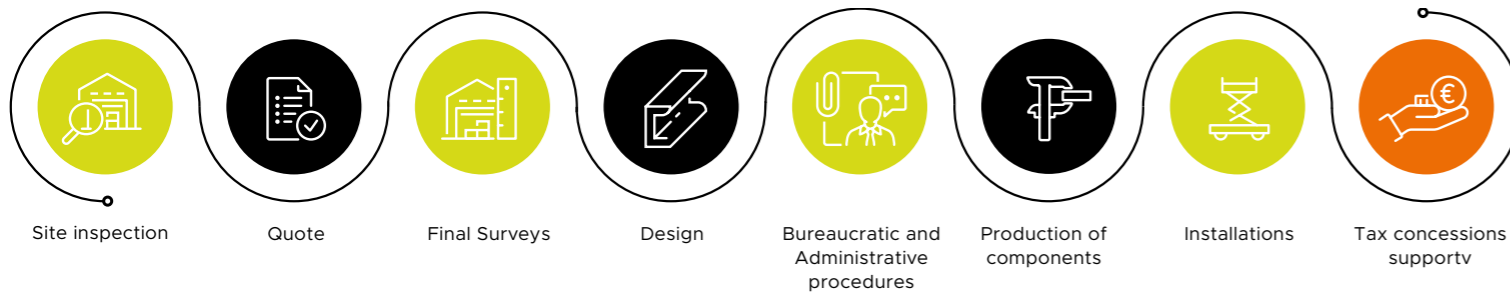 Site inspection
Quote
Final Surveys
Design
Bureaucratic and
Administrative
procedures
Production of
components
Installations
Tax concessions
supportv
€